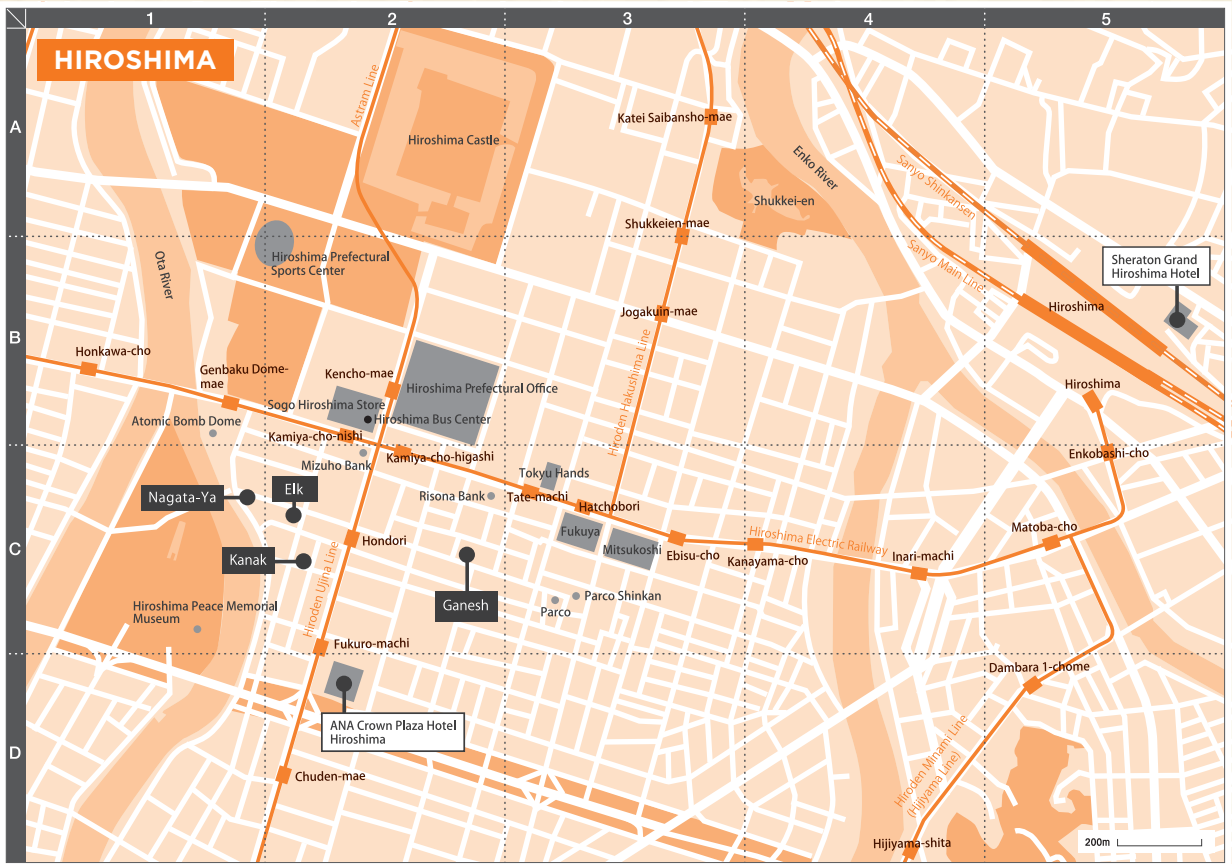 1
2
3
4
5
HIROSHIMA
A
Astram Line
Hiroshima Castle
Katei Saibansho-mae
Enko River
Sanyo Shinkansen
Shukkei-en
Shukkeien-mae
Sanyo Main Line
B
Ota River
Hiroshima Prefectural
Sports Center
Sheraton Grand
Hiroshima Hotel
Hiroshima
Jogakuin-mae
Hiroden Hakushima Line
Honkawa-cho
Genbaku Dome-
mae
Kencho-mae
Hiroshima Prefectural Office
Hiroshima
Sogo Hiroshima Store
Hiroshima Bus Center
Atomic Bomb Dome
Kamiya-cho-nishi
Kamiya-cho-higashi
Enkobashi-cho
C
Mizuho Bank
Tokyu Hands
Nagata-Ya
Elk
Risona Bank
Tate-machi
Hatchobori
Fukuya
Mitsukoshi
Hondori
Ebisu-cho
Hiroshima Electric Railway
Kanayama-cho
Inari-machi
Matoba-cho
Kanak
Hiroden Ujina Line
Ganesh
Parco Shinkan
Parco
Hiroshima Peace Memorial
Museum
Fukuro-machi
Dambara 1-chome
D
ANA Crown Plaza Hotel
Hiroshima
Chuden-mae
Hiroden Minami Line
(Hijiyama Line)
Hijiyama-shita
200m